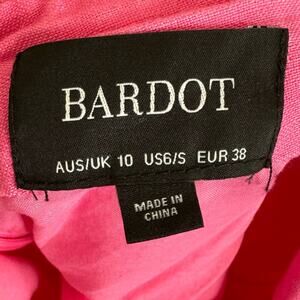 BARDOT
AUS/UK 10 US6/S EUR 38
MADE IN
CHINA